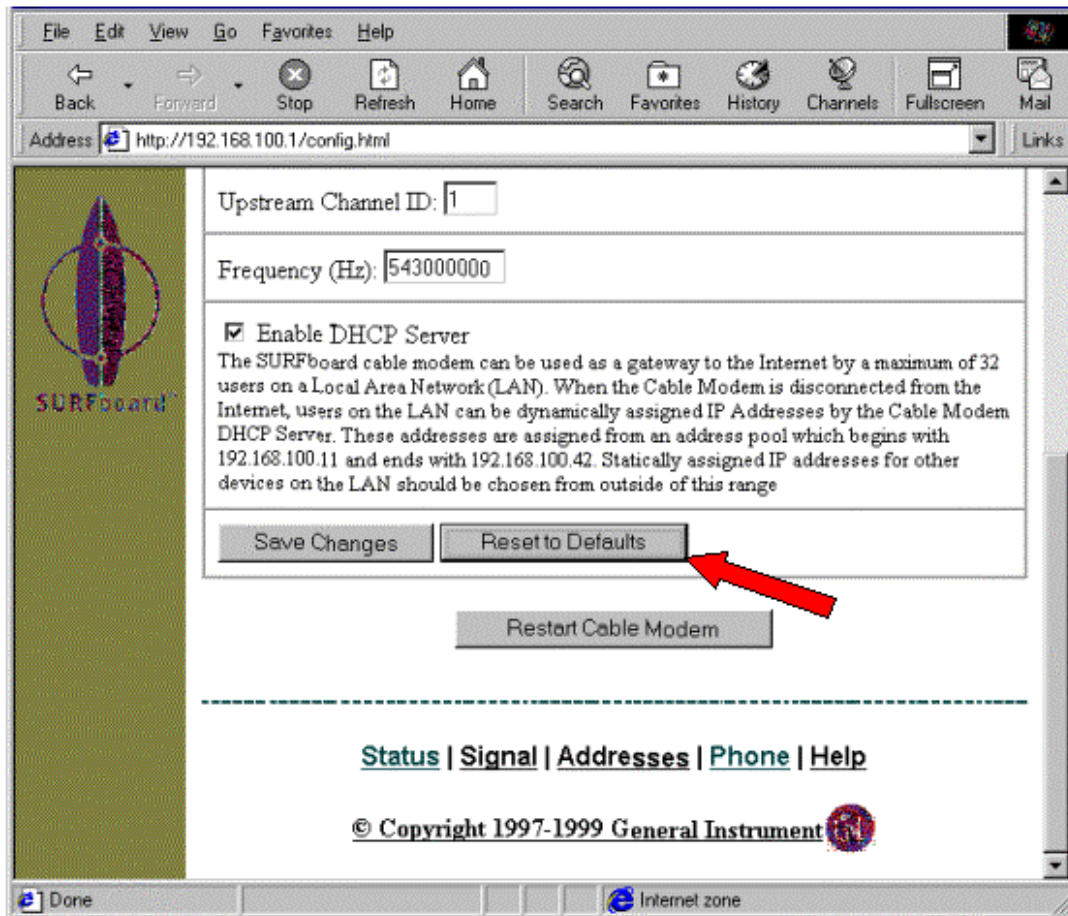 File Edit View Go Favorites Help
Back Forward Stop Refresh Home Search Favorites History Channels Fullscreen Mail
Address http://192.168.100.1/config.html Links
Upstream Channel ID: 1
Frequency (Hz): 543000000
Enable DHCP Server
The SURFboard cable modem can be used as a gateway to the Internet by a maximum of 32
users on a Local Area Network (LAN). When the Cable Modem is disconnected from the
Internet, users on the LAN can be dynamically assigned IP Addresses by the Cable Modem
DHCP Server. These addresses are assigned from an address pool which begins with
192.168.100.11 and ends with 192.168.100.42. Statically assigned IP addresses for other
devices on the LAN should be chosen from outside of this range
SURFboard™
Save Changes Reset to Defaults
Restart Cable Modem
Status | Signal | Addresses | Phone | Help
© Copyright 1997-1999 General Instrument
Done Internet zone